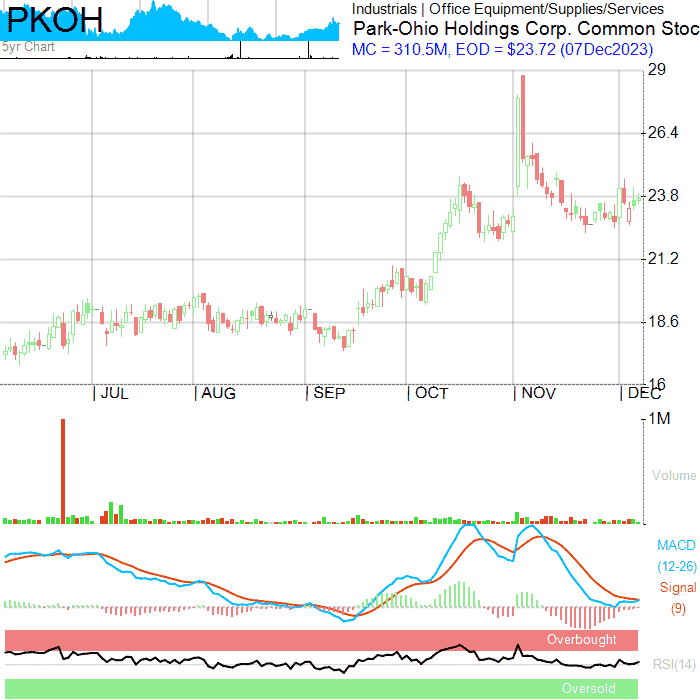 PKOH
5yr Chart
Industrials | Office Equipment/Supplies/Services
Park-Ohio Holdings Corp. Common Stoc
MC = 310.5M, EOD = $23.72 (07Dec2023)
29
26.4
23.8
21.2
18.6
16
JUL AUG SEP OCT NOV DEC
1M
Volume
MACD
(12-26)
Signal
(9)
Overbought
RSI(14)
Oversold